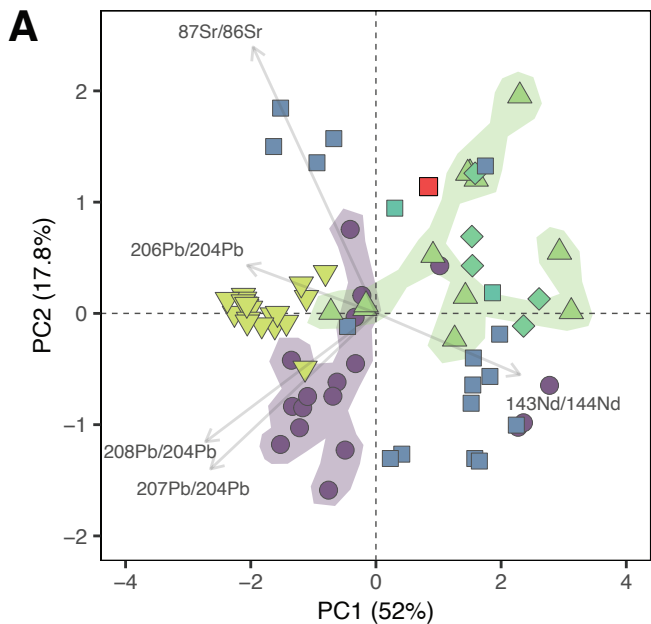 A
87Sr/86Sr
2
1
206Pb/204Pb
0
PC2 (17.8%)
143Nd/144Nd
−1
208Pb/204Pb
207Pb/204Pb
−2
−4
−2
0
2
4
PC1 (52%)